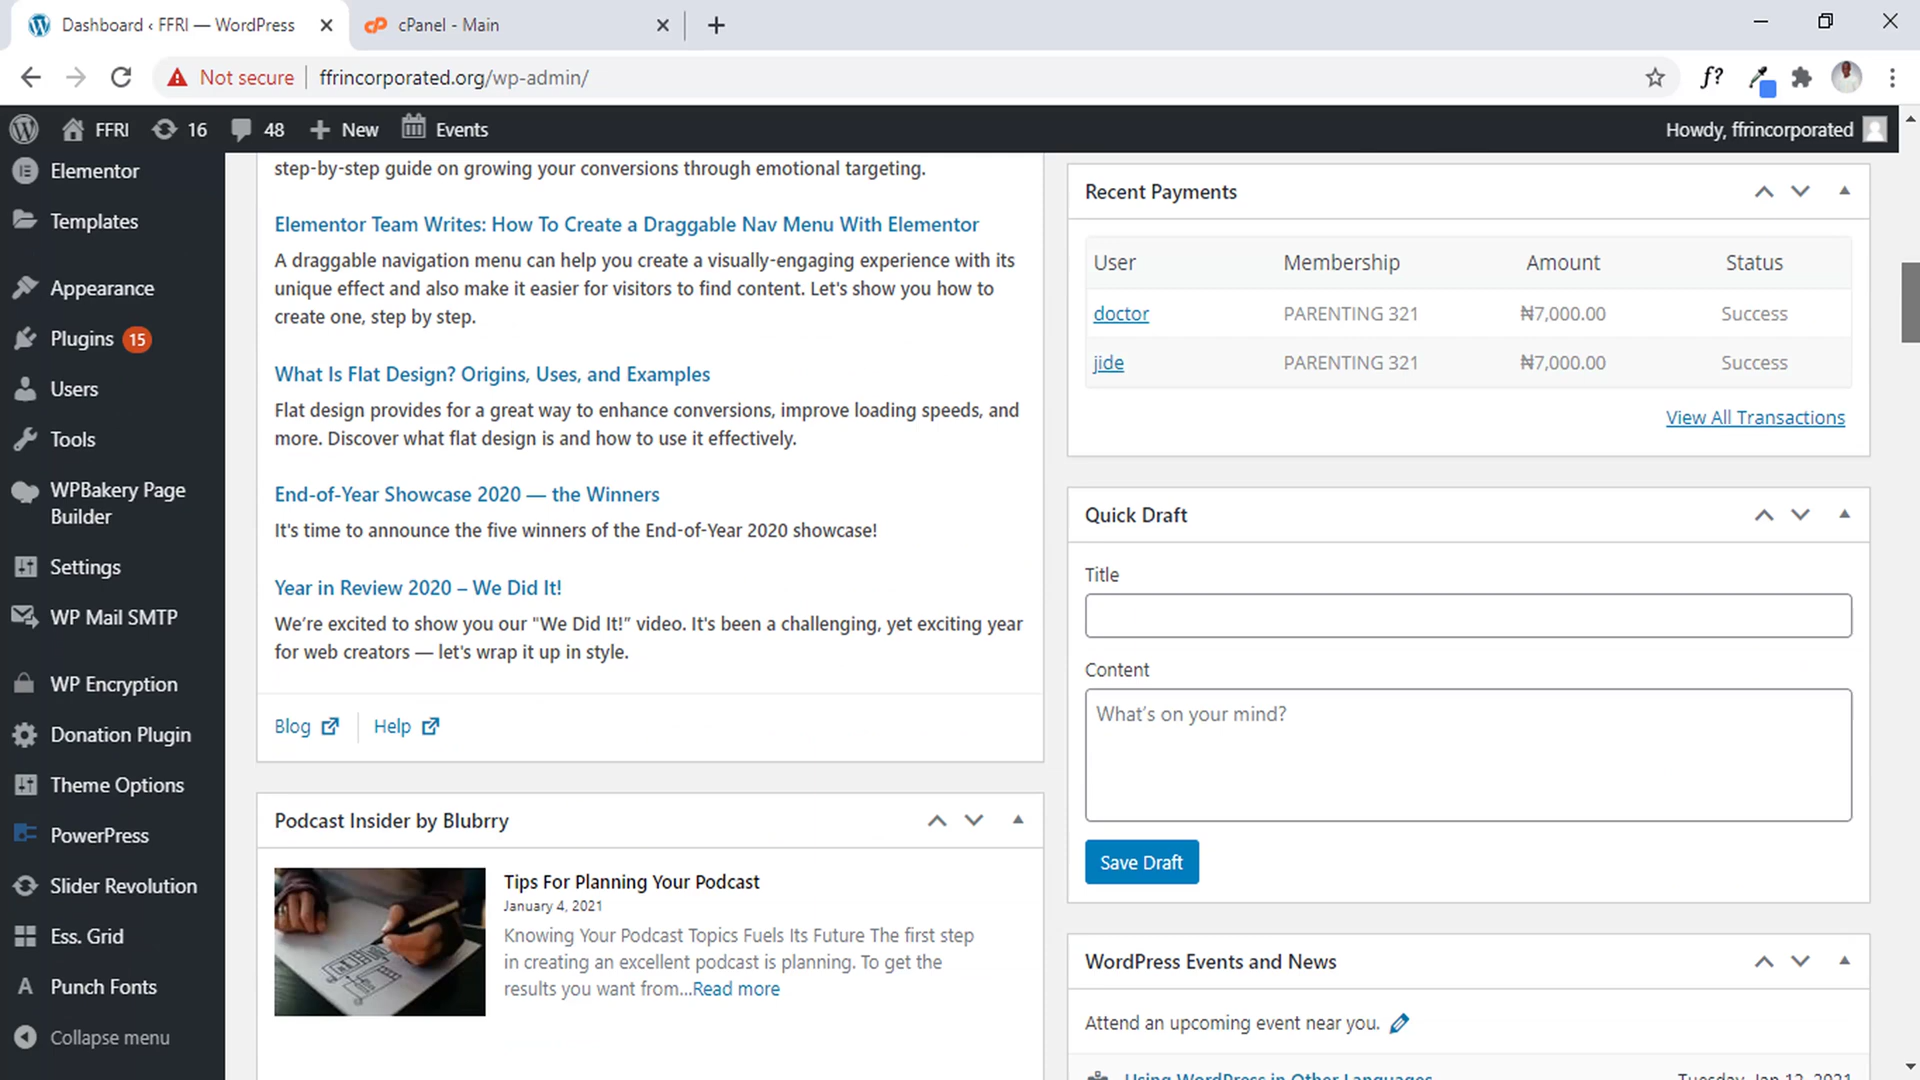 Dashboard ‹ FFRI — WordPress
cPanel - Main
Not secure
ffrincorporated.org/wp-admin/
f?
FFRI
16
48
New
Events
Howdy, ffrincorporated
Elementor
Templates
Appearance
Plugins 15
Users
Tools
WPBakery Page
Builder
Settings
WP Mail SMTP
WP Encryption
Donation Plugin
Theme Options
PowerPress
Slider Revolution
Ess. Grid
Punch Fonts
Collapse menu
step-by-step guide on growing your conversions through emotional targeting.
Elementor Team Writes: How To Create a Draggable Nav Menu With Elementor
A draggable navigation menu can help you create a visually-engaging experience with its
unique effect and also make it easier for visitors to find content. Let's show you how to
create one, step by step.
What Is Flat Design? Origins, Uses, and Examples
Flat design provides for a great way to enhance conversions, improve loading speeds, and
more. Discover what flat design is and how to use it effectively.
End-of-Year Showcase 2020 — the Winners
It's time to announce the five winners of the End-of-Year 2020 showcase!
Year in Review 2020 – We Did It!
We’re excited to show you our "We Did It!” video. It's been a challenging, yet exciting year
for web creators — let's wrap it up in style.
Blog
Help
Podcast Insider by Blubrry
Tips For Planning Your Podcast
January 4, 2021
Knowing Your Podcast Topics Fuels Its Future The first step
in creating an excellent podcast is planning. To get the
results you want from...Read more
Recent Payments
User Membership Amount Status
doctor PARENTING 321 ₦7,000.00 Success
jide PARENTING 321 ₦7,000.00 Success
View All Transactions
Quick Draft
Title
Content
What’s on your mind?
Save Draft
WordPress Events and News
Attend an upcoming event near you.
Using WordPress in Other Languages
Tuesday, Jan 12, 2021